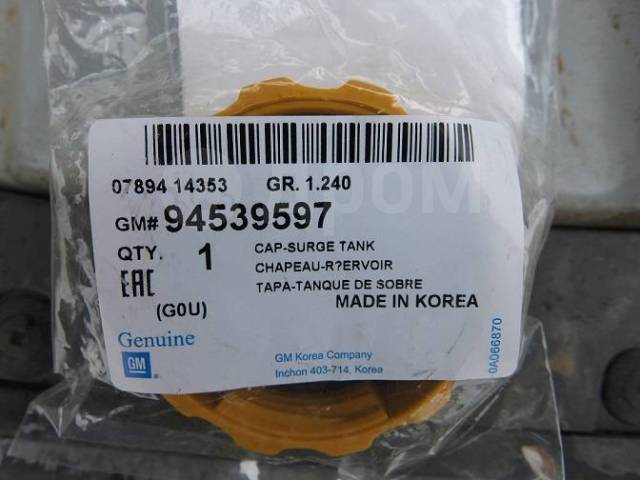 07894 14353 GR. 1.240
GM# 94539597
QTY. 1 CAP-SURGE TANK
CHAPEAU-R?ERVOIR
EAC TAPA-TANQUE DE SOBRE
(G0U) MADE IN KOREA
Genuine
GM
GM Korea Company
Inchon 403-714, Korea
0A066870